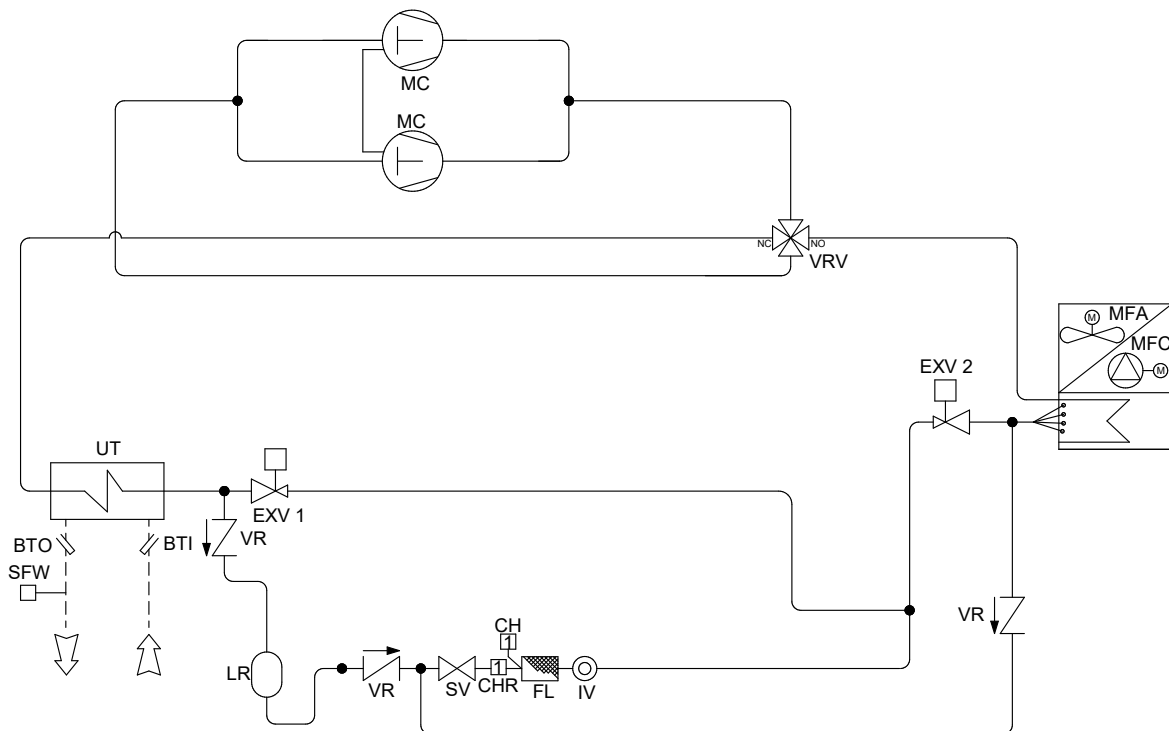 MC
MC
NC
NO
VRV
MFA
M
MFC
M
EXV 2
UT
EXV 1
BTO
BTI
VR
SFW
CH
1
VR
LR
1
VR
SV
CHR
FL
IV